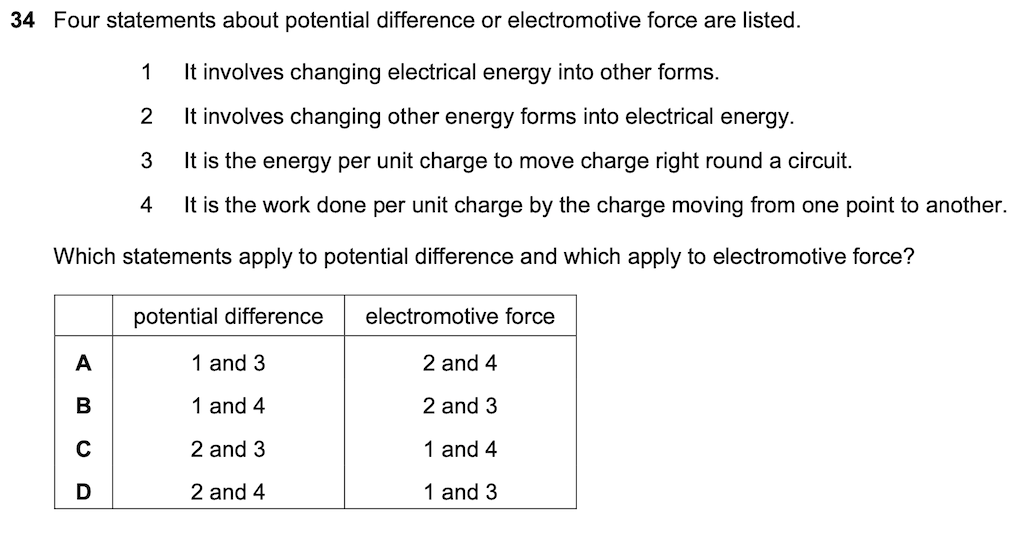 34 Four statements about potential difference or electromotive force are listed.
1 It involves changing electrical energy into other forms.
2 It involves changing other energy forms into electrical energy.
3 It is the energy per unit charge to move charge right round a circuit.
4 It is the work done per unit charge by the charge moving from one point to another.
Which statements apply to potential difference and which apply to electromotive force?
potential difference electromotive force
A 1 and 3 2 and 4
B 1 and 4 2 and 3
C 2 and 3 1 and 4
D 2 and 4 1 and 3